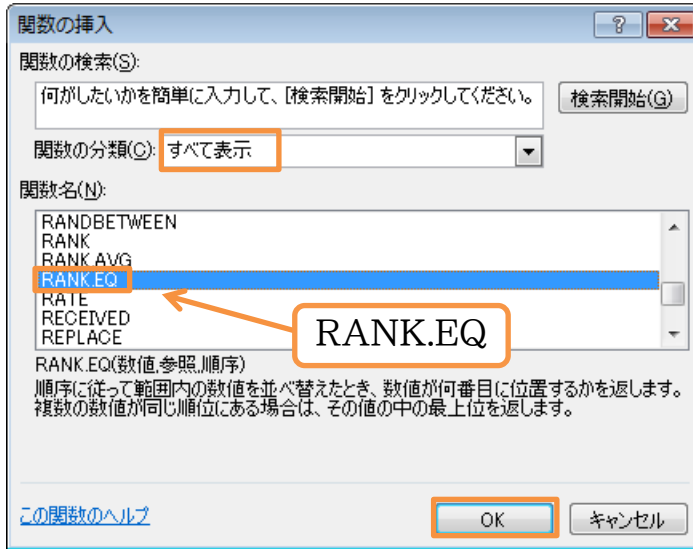 関数の挿入
関数の検索(S):
何がしたいかを簡単に入力して、[検索開始] をクリックしてください。
検索開始(G)
関数の分類(C): すべて表示
関数名(N):
RANDBETWEEN
RANK
RANK.AVG
RANK.EQ
RATE
RECEIVED
REPLACE
RANK.EQ
RANK.EQ(数値,参照,順序)
順序に従って範囲内の数値を並べ替えたとき、数値が何番目に位置するかを返します。
複数の数値が同じ順位にある場合は、その値の中の最上位を返します。
この関数のヘルプ
OK
キャンセル